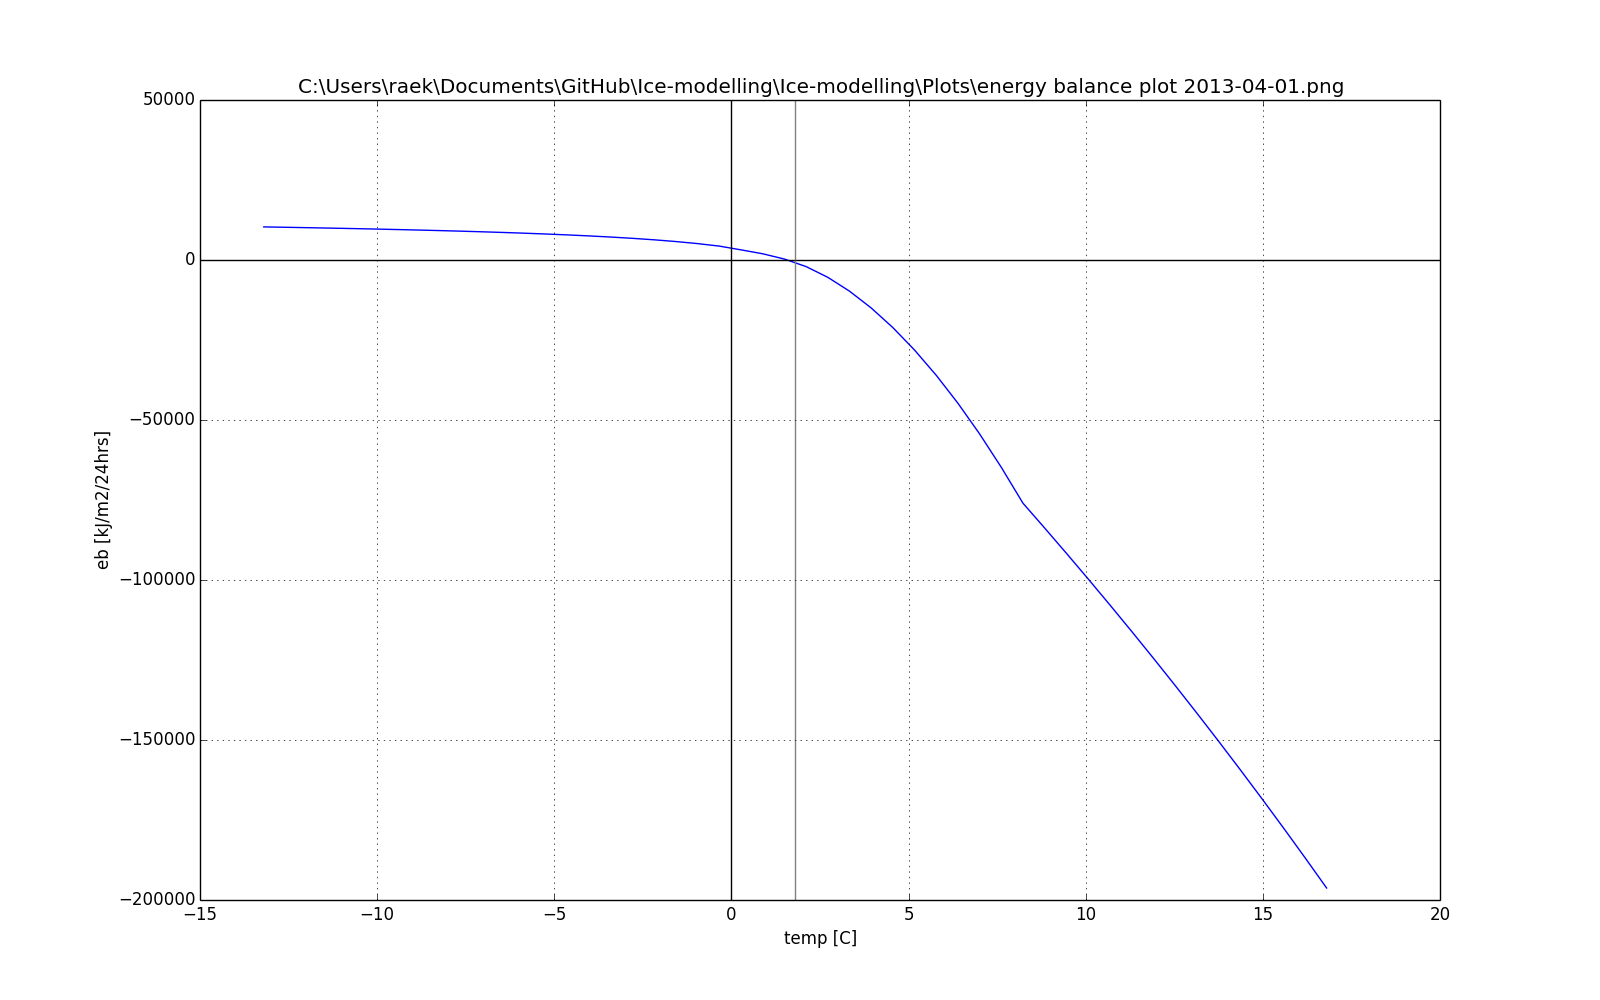 C:\Users\raek\Documents\GitHub\Ice-modelling\Ice-modelling\Plots\energy balance plot 2013-04-01.png
50000
0
−50000
−100000
−150000
−200000
eb [kJ/m2/24hrs]
−15 −10 −5 0 5 10 15 20
temp [C]